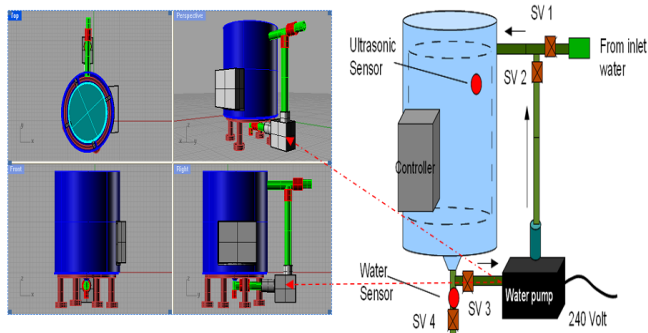 Top
Perspective
Front
Right
SV 1
Ultrasonic
Sensor
From inlet
water
SV 2
Controller
Water
Sensor
SV 3
Water pump
SV 4
240 Volt